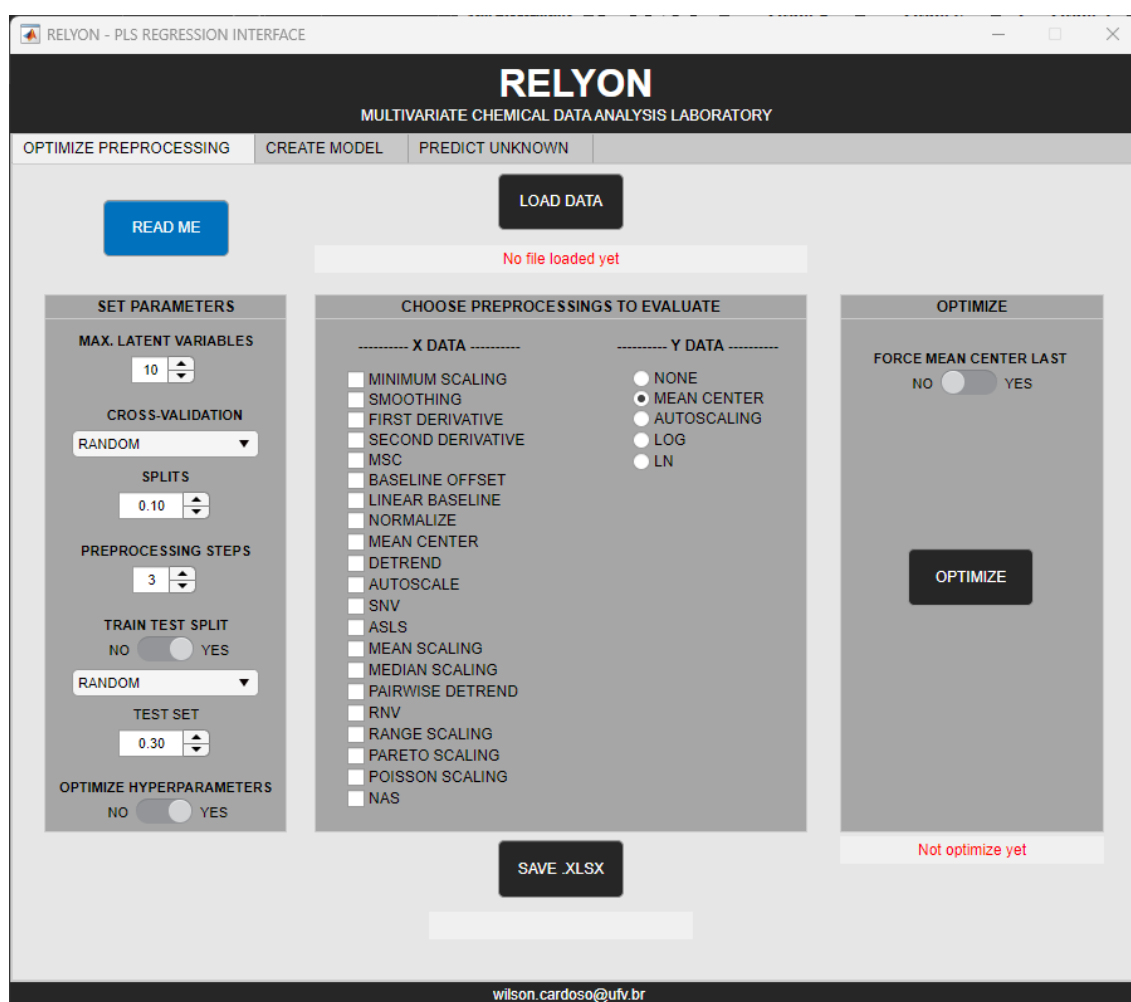 RELYON - PLS REGRESSION INTERFACE
RELYON
MULTIVARIATE CHEMICAL DATA ANALYSIS LABORATORY
OPTIMIZE PREPROCESSING
CREATE MODEL
PREDICT UNKNOWN
READ ME
LOAD DATA
No file loaded yet
SET PARAMETERS
MAX. LATENT VARIABLES
10
CROSS-VALIDATION
RANDOM
SPLITS
0.10
PREPROCESSING STEPS
3
TRAIN TEST SPLIT
NO YES
RANDOM
TEST SET
0.30
OPTIMIZE HYPERPARAMETERS
NO YES
CHOOSE PREPROCESSINGS TO EVALUATE
---------- X DATA ----------
MINIMUM SCALING
SMOOTHING
FIRST DERIVATIVE
SECOND DERIVATIVE
MSC
BASELINE OFFSET
LINEAR BASELINE
NORMALIZE
MEAN CENTER
DETREND
AUTOSCALE
SNV
ASLS
MEAN SCALING
MEDIAN SCALING
PAIRWISE DETREND
RNV
RANGE SCALING
PARETO SCALING
POISSON SCALING
NAS
---------- Y DATA ----------
NONE
MEAN CENTER
AUTOSCALING
LOG
LN
OPTIMIZE
FORCE MEAN CENTER LAST
NO YES
OPTIMIZE
Not optimize yet
SAVE .XLSX
wilson.cardoso@ufv.br